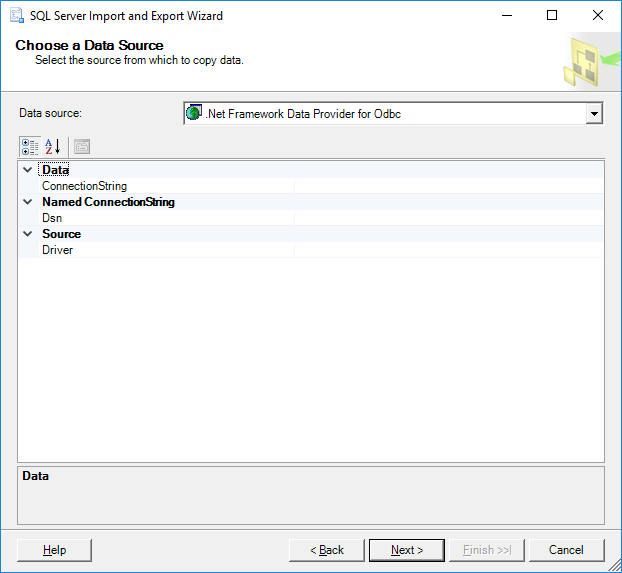 SQL Server Import and Export Wizard
Choose a Data Source
Select the source from which to copy data.
Data source:
.Net Framework Data Provider for Odbc
Data
ConnectionString
Named ConnectionString
Dsn
Source
Driver
Data
Help
< Back
Next >
Finish >>|
Cancel